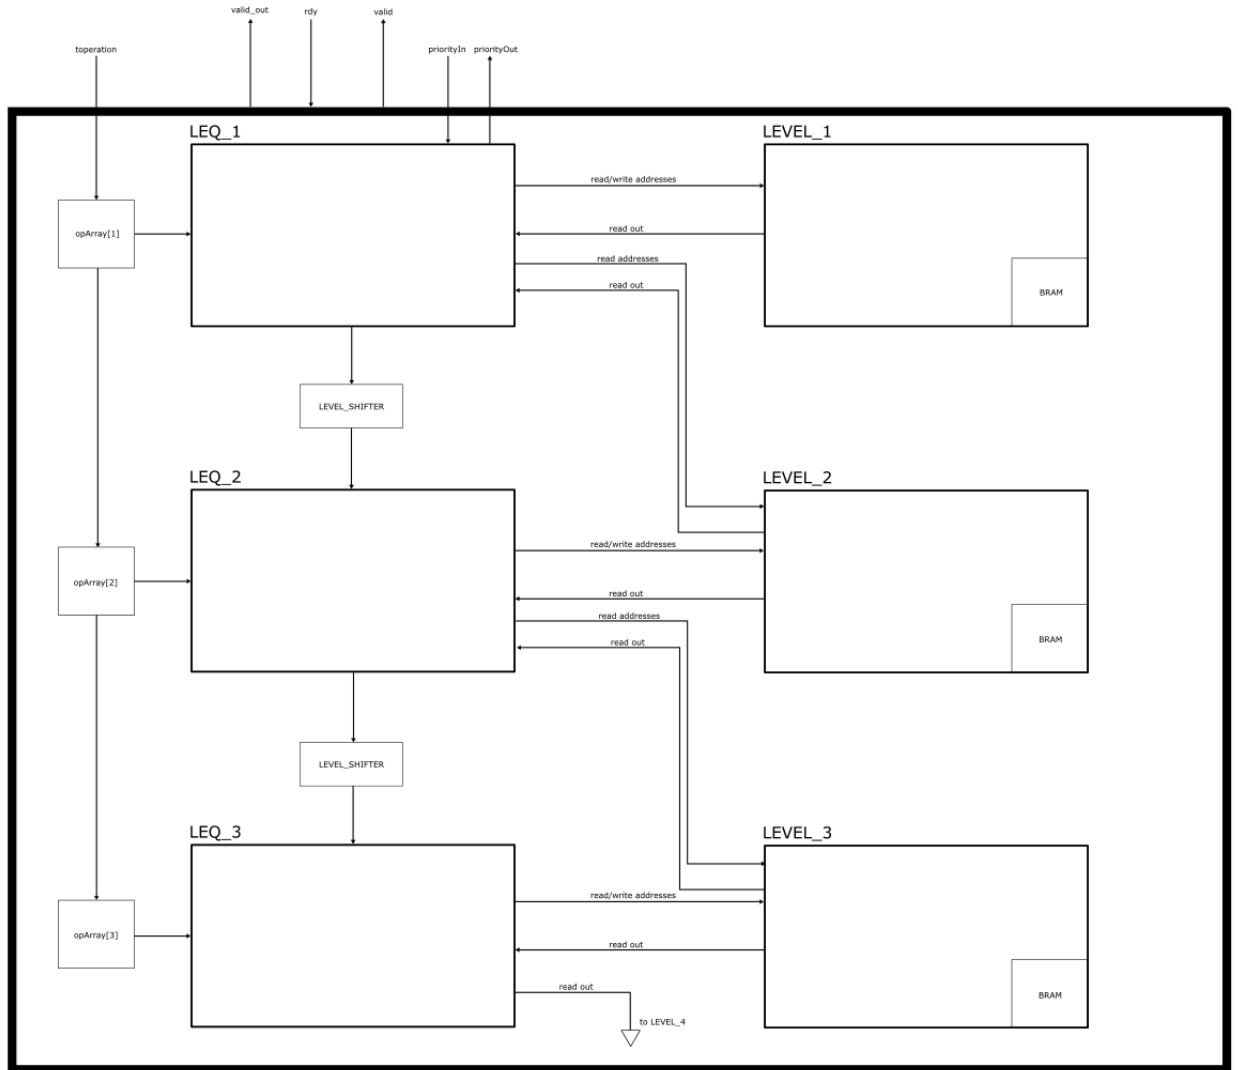 valid_out
rdy
valid
toperation
priorityIn
priorityOut
LEQ_1
LEVEL_1
read/write addresses
opArray[1]
read out
read addresses
read out
BRAM
LEVEL_SHIFTER
LEQ_2
LEVEL_2
read/write addresses
opArray[2]
read out
read addresses
read out
BRAM
LEVEL_SHIFTER
LEQ_3
LEVEL_3
read/write addresses
opArray[3]
read out
read out
BRAM
to LEVEL_4